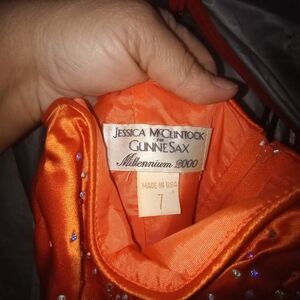 JESSICA McCLINTOCK
FOR
GUNNE SAX
Millennium 2000
MADE IN USA
7